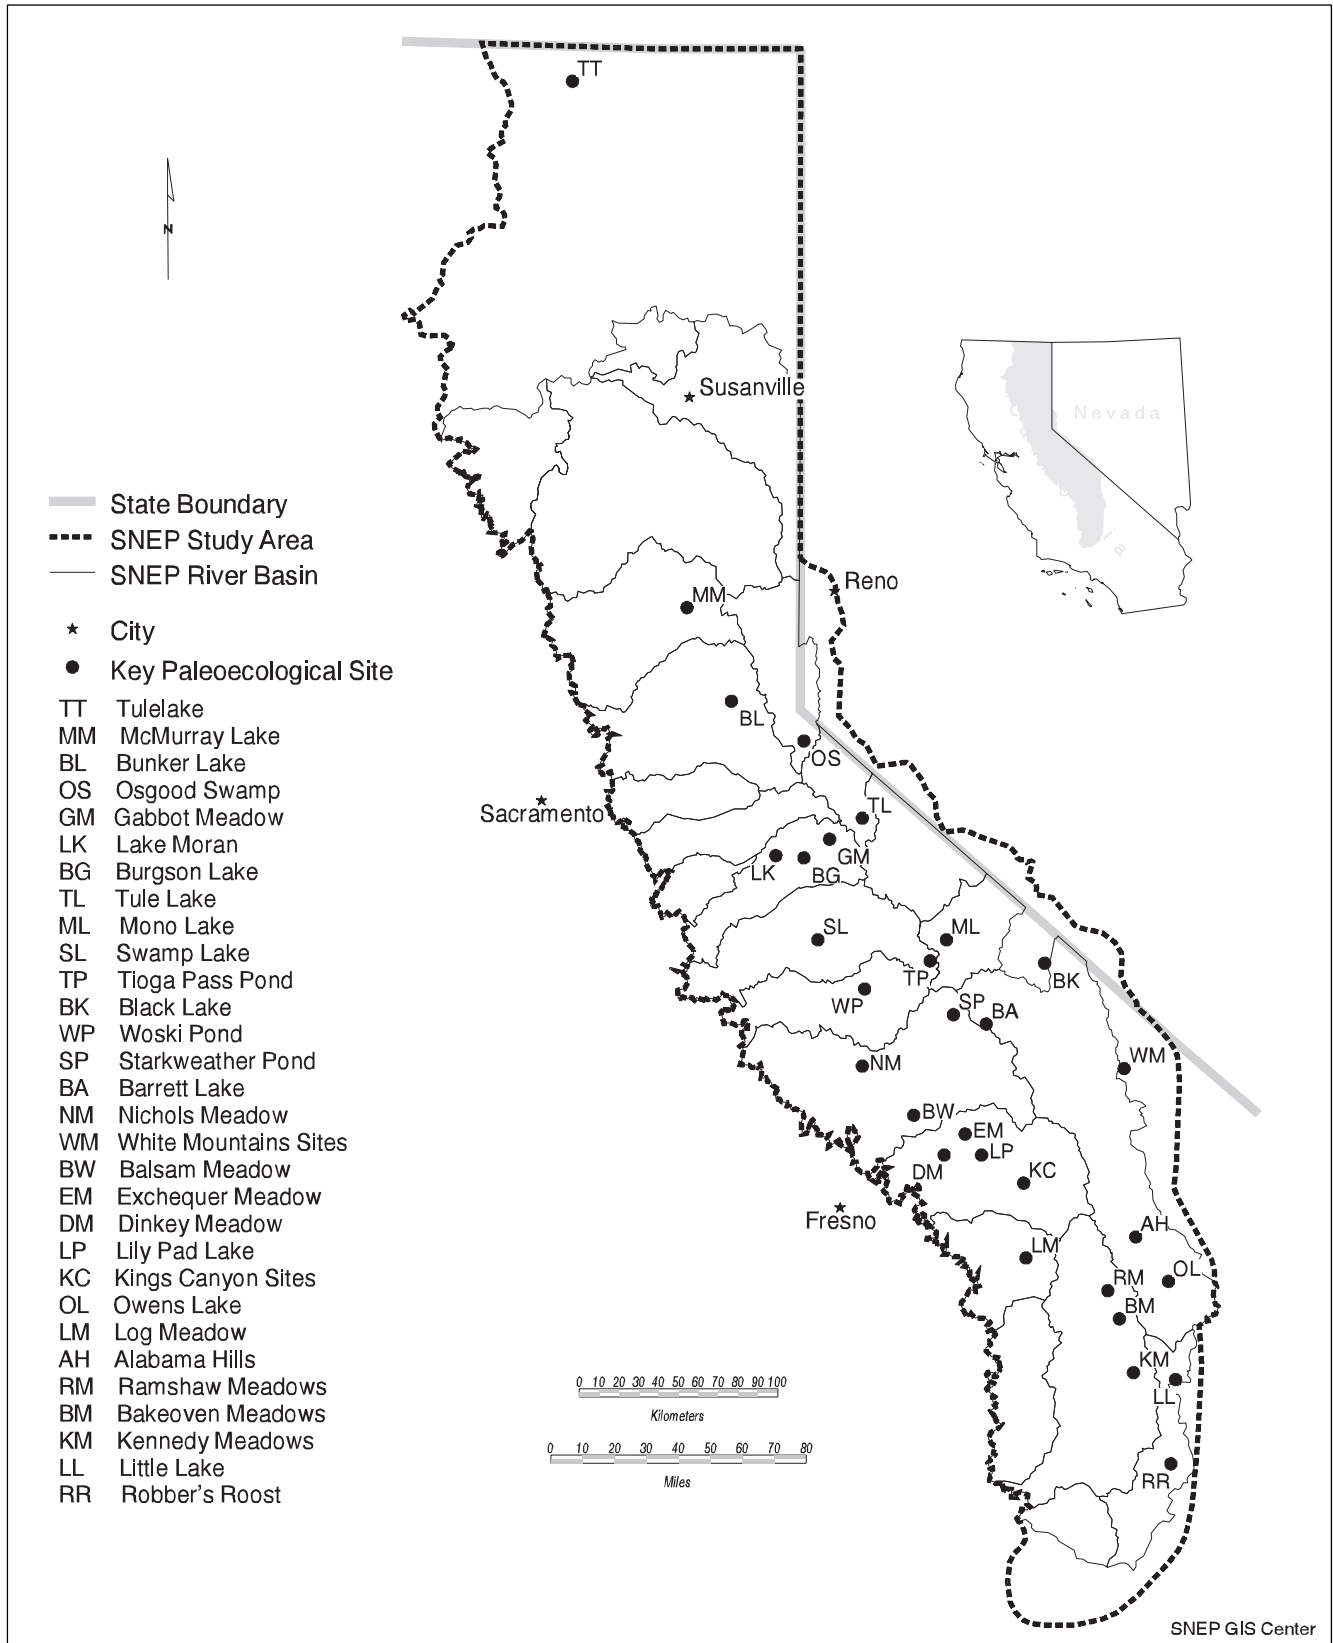 TT
N
Susanville
Nevada
State Boundary
SNEP Study Area
SNEP River Basin
Reno
MM
City
Key Paleoecological Site
BL
OS
Sacramento
TL
GM
LK
BG
SL
ML
TP
BK
WP
SP
BA
NM
WM
BW
EM
LP
DM
KC
Fresno
AH
LM
OL
RM
BM
KM
LL
RR
TT Tulelake
MM McMurray Lake
BL Bunker Lake
OS Osgood Swamp
GM Gabbot Meadow
LK Lake Moran
BG Burgson Lake
TL Tule Lake
ML Mono Lake
SL Swamp Lake
TP Tioga Pass Pond
BK Black Lake
WP Woski Pond
SP Starkweather Pond
BA Barrett Lake
NM Nichols Meadow
WM White Mountains Sites
BW Balsam Meadow
EM Exchequer Meadow
DM Dinkey Meadow
LP Lily Pad Lake
KC Kings Canyon Sites
OL Owens Lake
LM Log Meadow
AH Alabama Hills
RM Ramshaw Meadows
BM Bakeoven Meadows
KM Kennedy Meadows
LL Little Lake
RR Robber's Roost
0 10 20 30 40 50 60 70 80 90 100
Kilometers
0 10 20 30 40 50 60 70 80
Miles
SNEP GIS Center